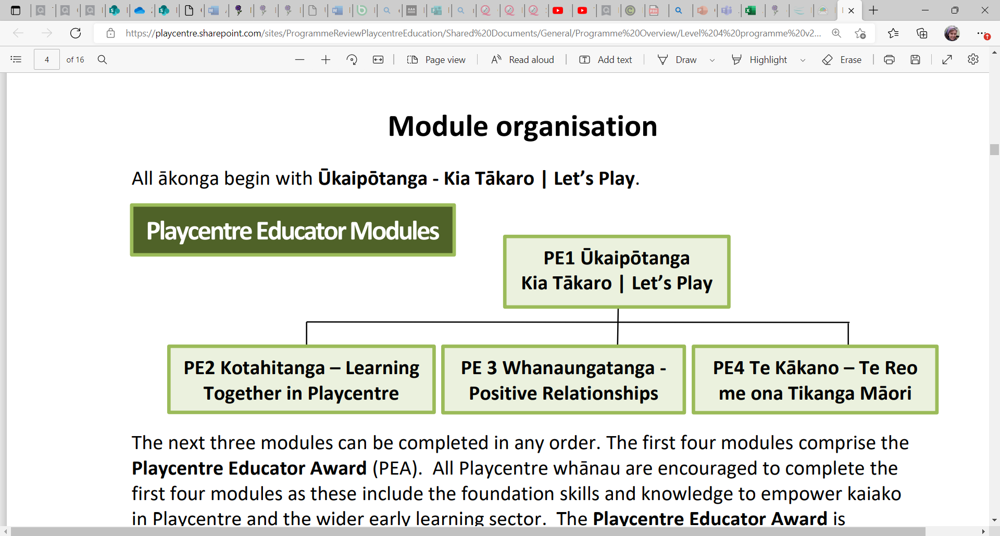 https://playcentre.sharepoint.com/sites/ProgrammeReviewPlaycentreEducation/Shared%20Documents/General/Programme%20Overview/Level%204%20programme%20v2...
4 of 16 Page view Read aloud Add text Draw Highlight Erase
Module organisation
All ākonga begin with Ūkaipōtanga - Kia Tākaro | Let’s Play.
Playcentre Educator Modules
PE1 Ūkaipōtanga
Kia Tākaro | Let’s Play
PE2 Kotahitanga – Learning
Together in Playcentre
PE 3 Whanaungatanga -
Positive Relationships
PE4 Te Kākano – Te Reo
me ona Tikanga Māori
The next three modules can be completed in any order. The first four modules comprise the
Playcentre Educator Award (PEA).  All Playcentre whānau are encouraged to complete the
first four modules as these include the foundation skills and knowledge to empower kaiako
in Playcentre and the wider early learning sector.  The Playcentre Educator Award is